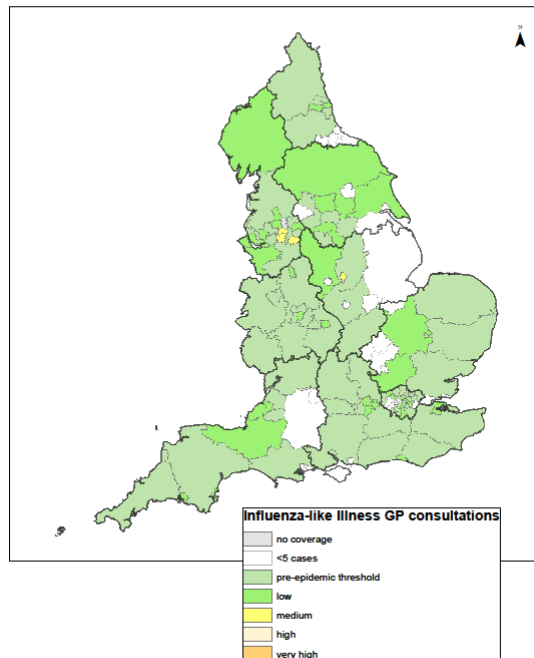 N
Influenza-like Illness GP consultations
no coverage
<5 cases
pre-epidemic threshold
low
medium
high
very high